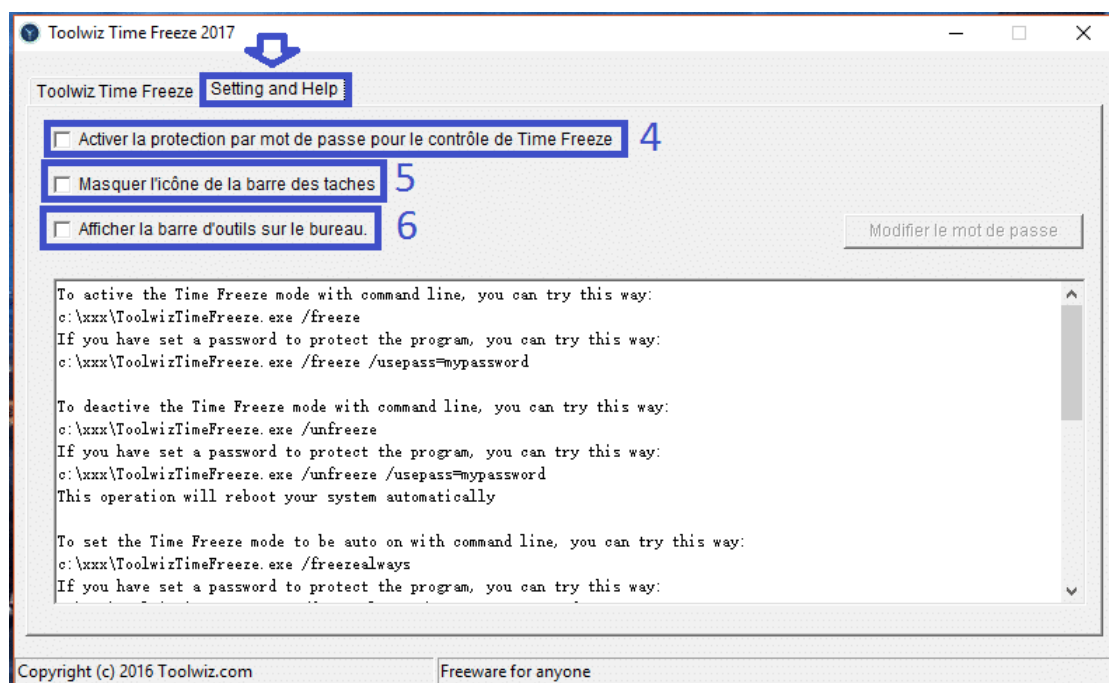 Toolwiz Time Freeze 2017
Toolwiz Time Freeze
Setting and Help
Activer la protection par mot de passe pour le contrôle de Time Freeze
4
Masquer l'icône de la barre des taches
5
Afficher la barre d'outils sur le bureau.
6
Modifier le mot de passe
To active the Time Freeze mode with command line, you can try this way:
c:\xxx\ToolwizTimeFreeze.exe /freeze
If you have set a password to protect the program, you can try this way:
c:\xxx\ToolwizTimeFreeze.exe /freeze /usepass=mypassword
To deactive the Time Freeze mode with command line, you can try this way:
c:\xxx\ToolwizTimeFreeze.exe /unfreeze
If you have set a password to protect the program, you can try this way:
c:\xxx\ToolwizTimeFreeze.exe /unfreeze /usepass=mypassword
This operation will reboot your system automatically
To set the Time Freeze mode to be auto on with command line, you can try this way:
c:\xxx\ToolwizTimeFreeze.exe /freezealways
If you have set a password to protect the program, you can try this way:
Copyright (c) 2016 Toolwiz.com
Freeware for anyone